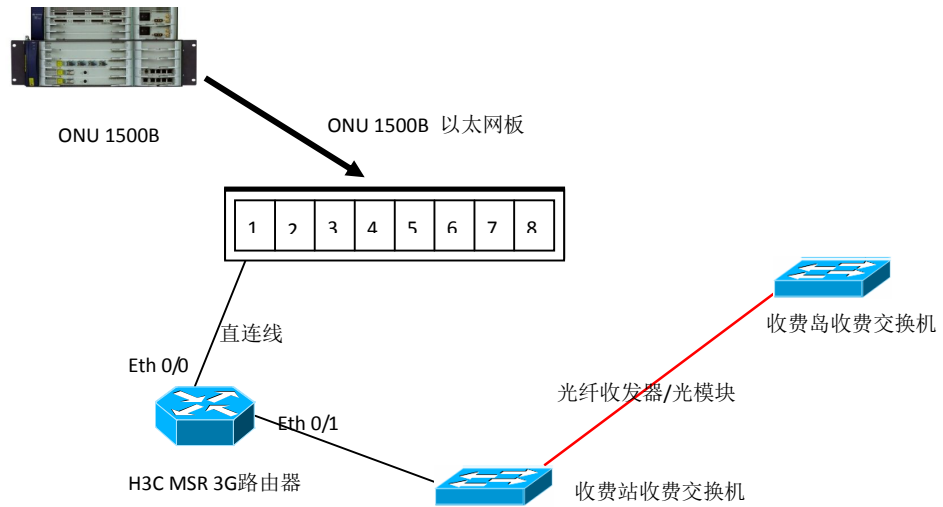 ONU 1500B
ONU 1500B 以太网板
1 2 3 4 5 6 7 8
直连线
Eth 0/0
Eth 0/1
H3C MSR 3G路由器
收费岛收费交换机
光纤收发器/光模块
收费站收费交换机